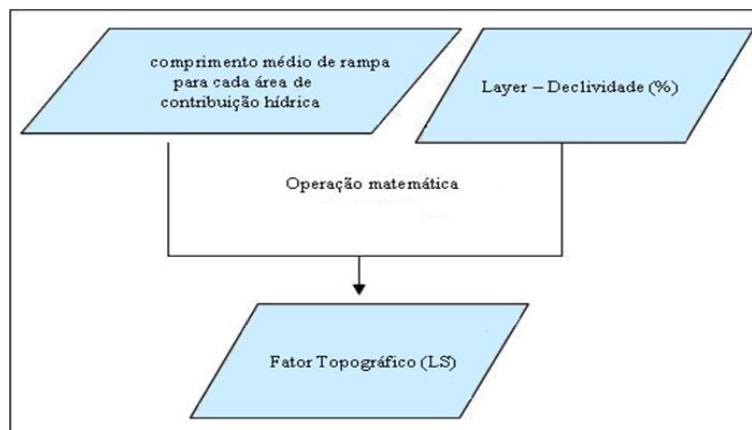 comprimento médio de rampa
para cada área de
contribuição hídrica
Layer – Declividade (%)
Operação matemática
Fator Topográfico (LS)